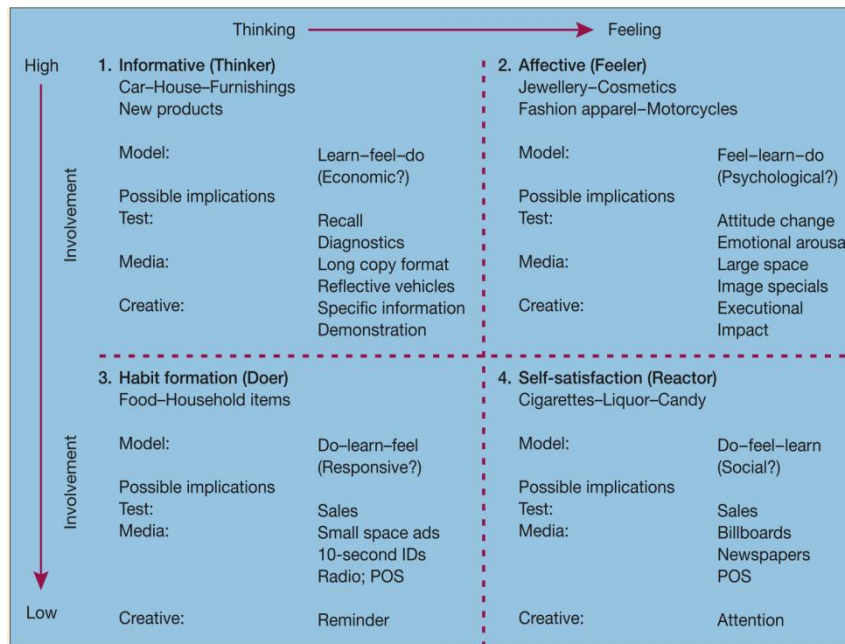 Thinking Feeling
High
Involvement
Involvement
Low
1. Informative (Thinker)
Car–House–Furnishings
New products
Model: Learn–feel–do
(Economic?)
Possible implications
Test: Recall
Diagnostics
Media: Long copy format
Reflective vehicles
Creative: Specific information
Demonstration
2. Affective (Feeler)
Jewellery–Cosmetics
Fashion apparel–Motorcycles
Model: Feel–learn–do
(Psychological?)
Possible implications
Test: Attitude change
Emotional arousa
Media: Large space
Image specials
Creative: Executional
Impact
3. Habit formation (Doer)
Food–Household items
Model: Do–learn–feel
(Responsive?)
Possible implications
Test: Sales
Media: Small space ads
10-second IDs
Radio; POS
Creative: Reminder
4. Self-satisfaction (Reactor)
Cigarettes–Liquor–Candy
Model: Do–feel–learn
(Social?)
Possible implications
Test: Sales
Media: Billboards
Newspapers
POS
Creative: Attention